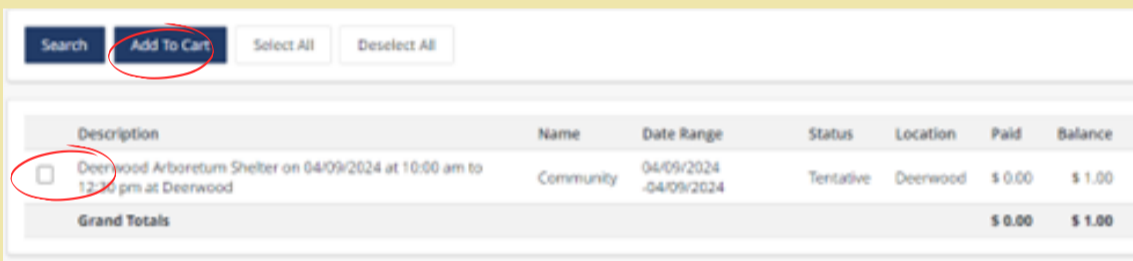 Search Add To Cart Select All Deselect All
Description Name Date Range Status Location Paid Balance
Deerwood Arboretum Shelter on 04/09/2024 at 10:00 am to
12:30 pm at Deerwood
Community
04/09/2024
-04/09/2024
Tentative Deerwood $ 0.00 $ 1.00
Grand Totals $ 0.00 $ 1.00